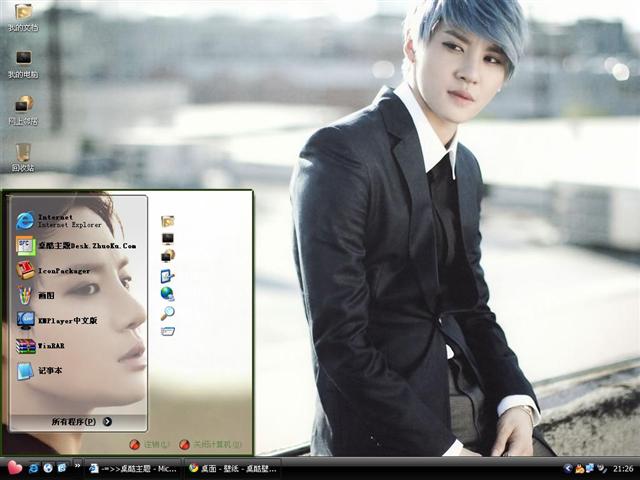 我的文档
我的电脑
网上邻居
回收站
Internet
Internet Explorer
桌酷主题Desk.ZhuoKu.Com
IconPackager
画图
KMPlayer中文版
WinRAR
记事本
所有程序(P)
注销(L)
关闭计算机(U)
-=>>桌酷主题 - Mic...
桌面 - 壁纸 - 桌酷壁...
21:26